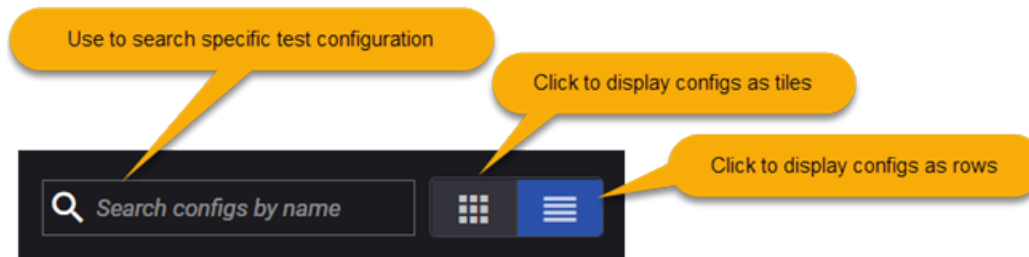 Use to search specific test configuration
Click to display configs as tiles
Click to display configs as rows
Search configs by name